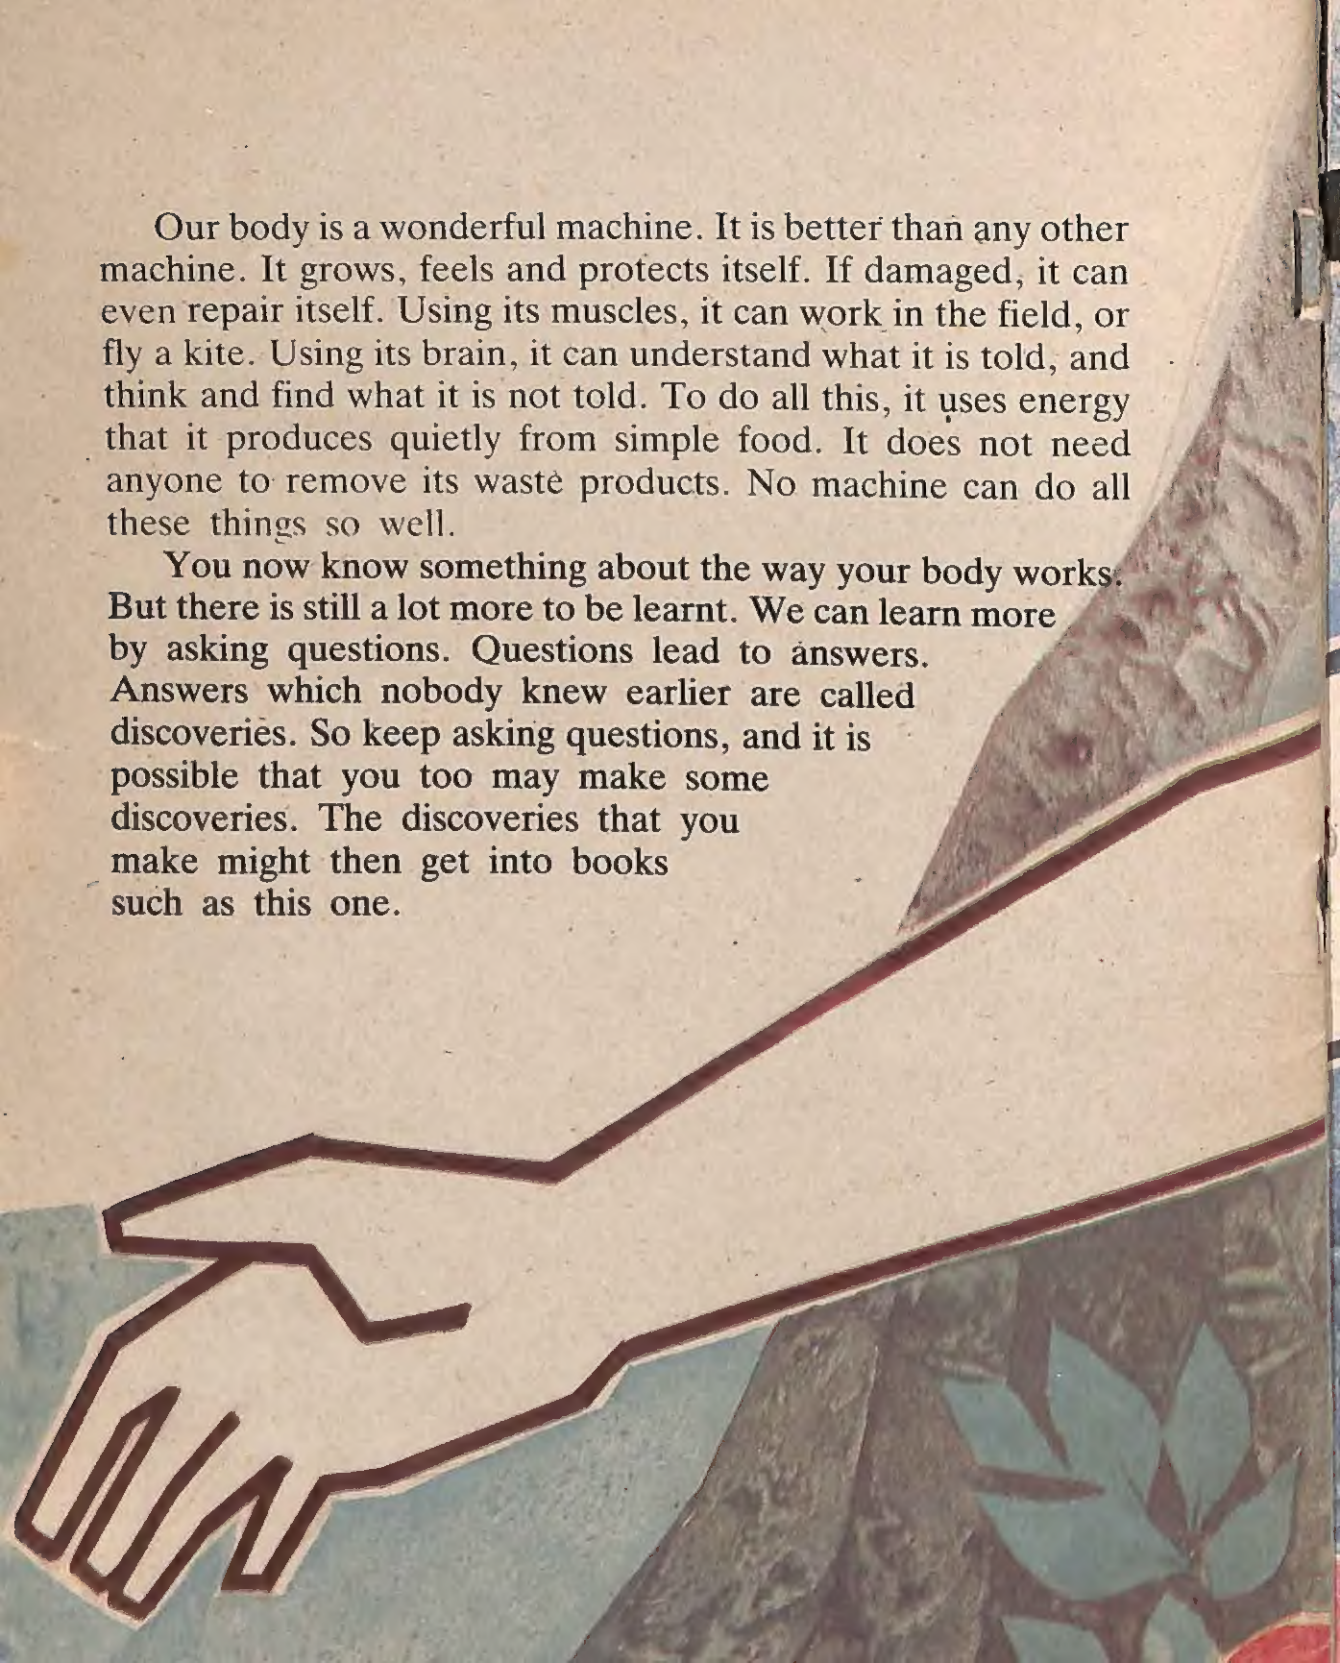 Our body is a wonderful machine. It is better than any other
machine. It grows, feels and protects itself. If damaged, it can
even repair itself. Using its muscles, it can work in the field, or
fly a kite. Using its brain, it can understand what it is told, and
think and find what it is not told. To do all this, it uses energy
that it produces quietly from simple food. It does not need
anyone to remove its waste products. No machine can do all
these things so well.
You now know something about the way your body works.
But there is still a lot more to be learnt. We can learn more
by asking questions. Questions lead to answers.
Answers which nobody knew earlier are called
discoveries. So keep asking questions, and it is
possible that you too may make some
discoveries. The discoveries that you
make might then get into books
such as this one.